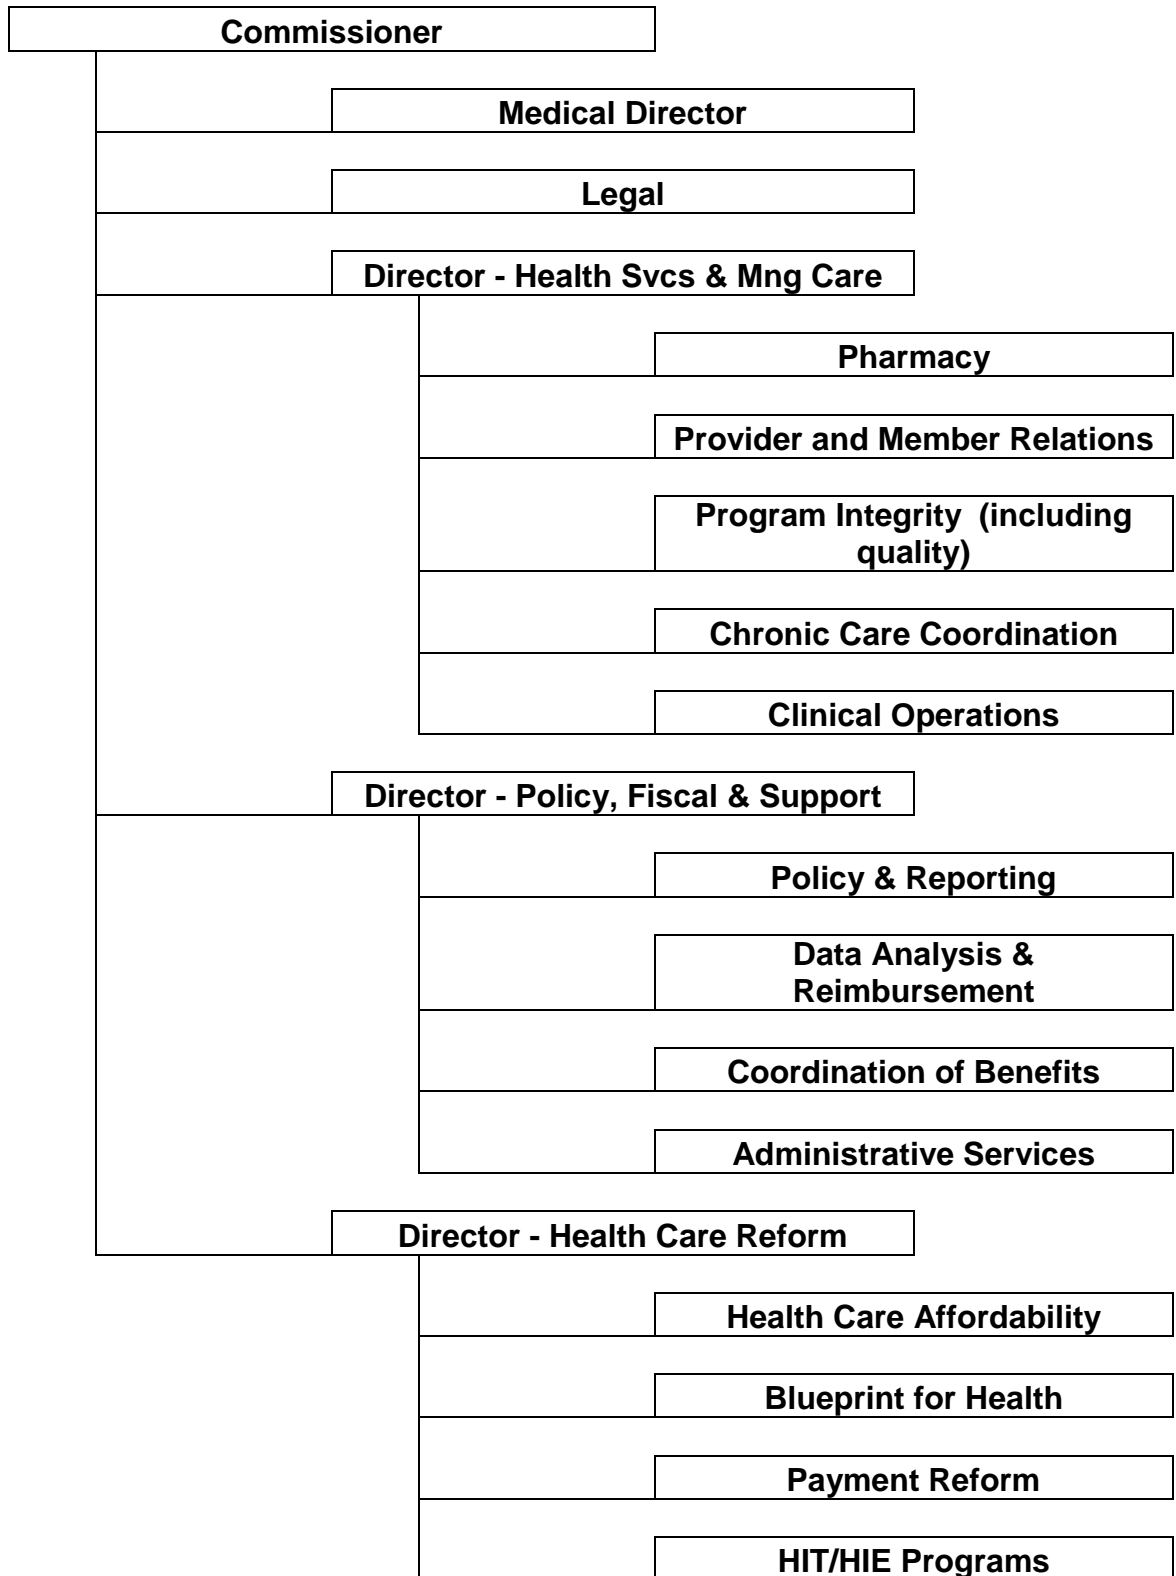 Commissioner
Medical Director
Legal
Director - Health Svcs & Mng Care
Pharmacy
Provider and Member Relations
Program Integrity  (including
quality)
Chronic Care Coordination
Clinical Operations
Director - Policy, Fiscal & Support
Policy & Reporting
Data Analysis &
Reimbursement
Coordination of Benefits
Administrative Services
Director - Health Care Reform
Health Care Affordability
Blueprint for Health
Payment Reform
HIT/HIE Programs